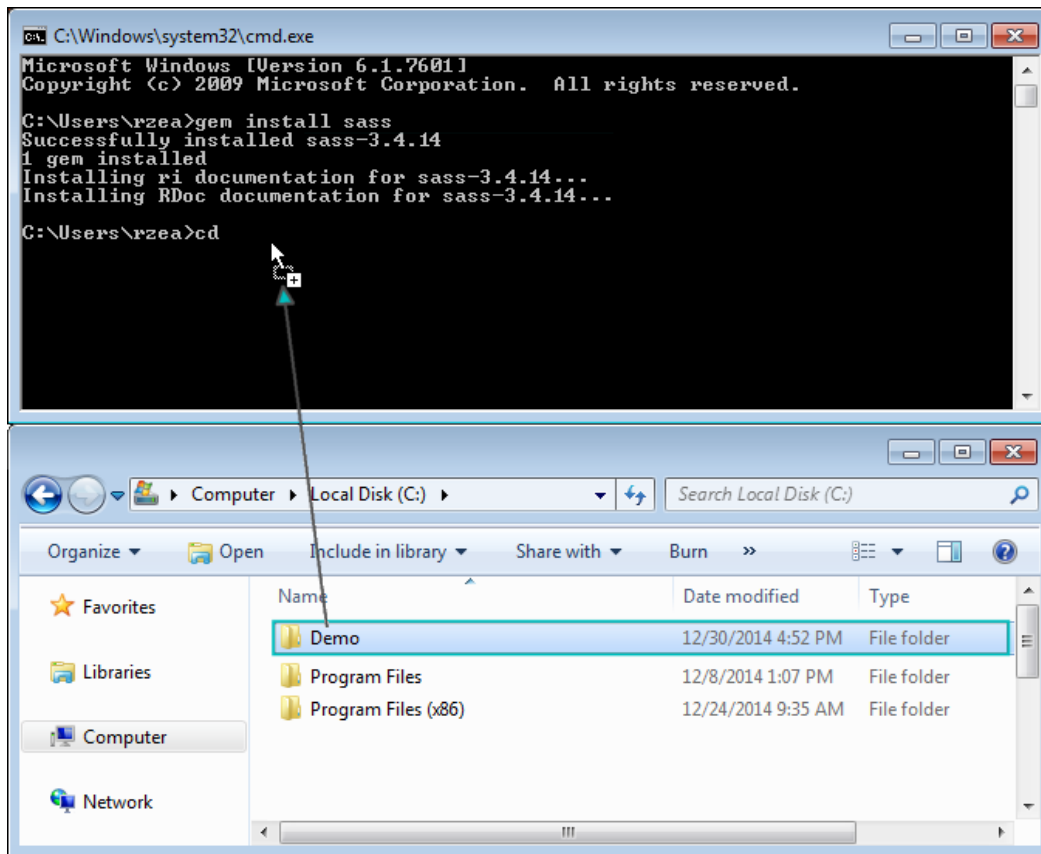 C:\Windows\system32\cmd.exe
Microsoft Windows [Version 6.1.7601]
Copyright (c) 2009 Microsoft Corporation.  All rights reserved.
C:\Users\rzea>gem install sass
Successfully installed sass-3.4.14
1 gem installed
Installing ri documentation for sass-3.4.14...
Installing RDoc documentation for sass-3.4.14...
C:\Users\rzea>cd
Computer Local Disk (C:) Search Local Disk (C:)
Organize Open Include in library Share with Burn »
Favorites
Libraries
Computer
Network
Name Date modified Type
Demo 12/30/2014 4:52 PM File folder
Program Files 12/8/2014 1:07 PM File folder
Program Files (x86) 12/24/2014 9:35 AM File folder